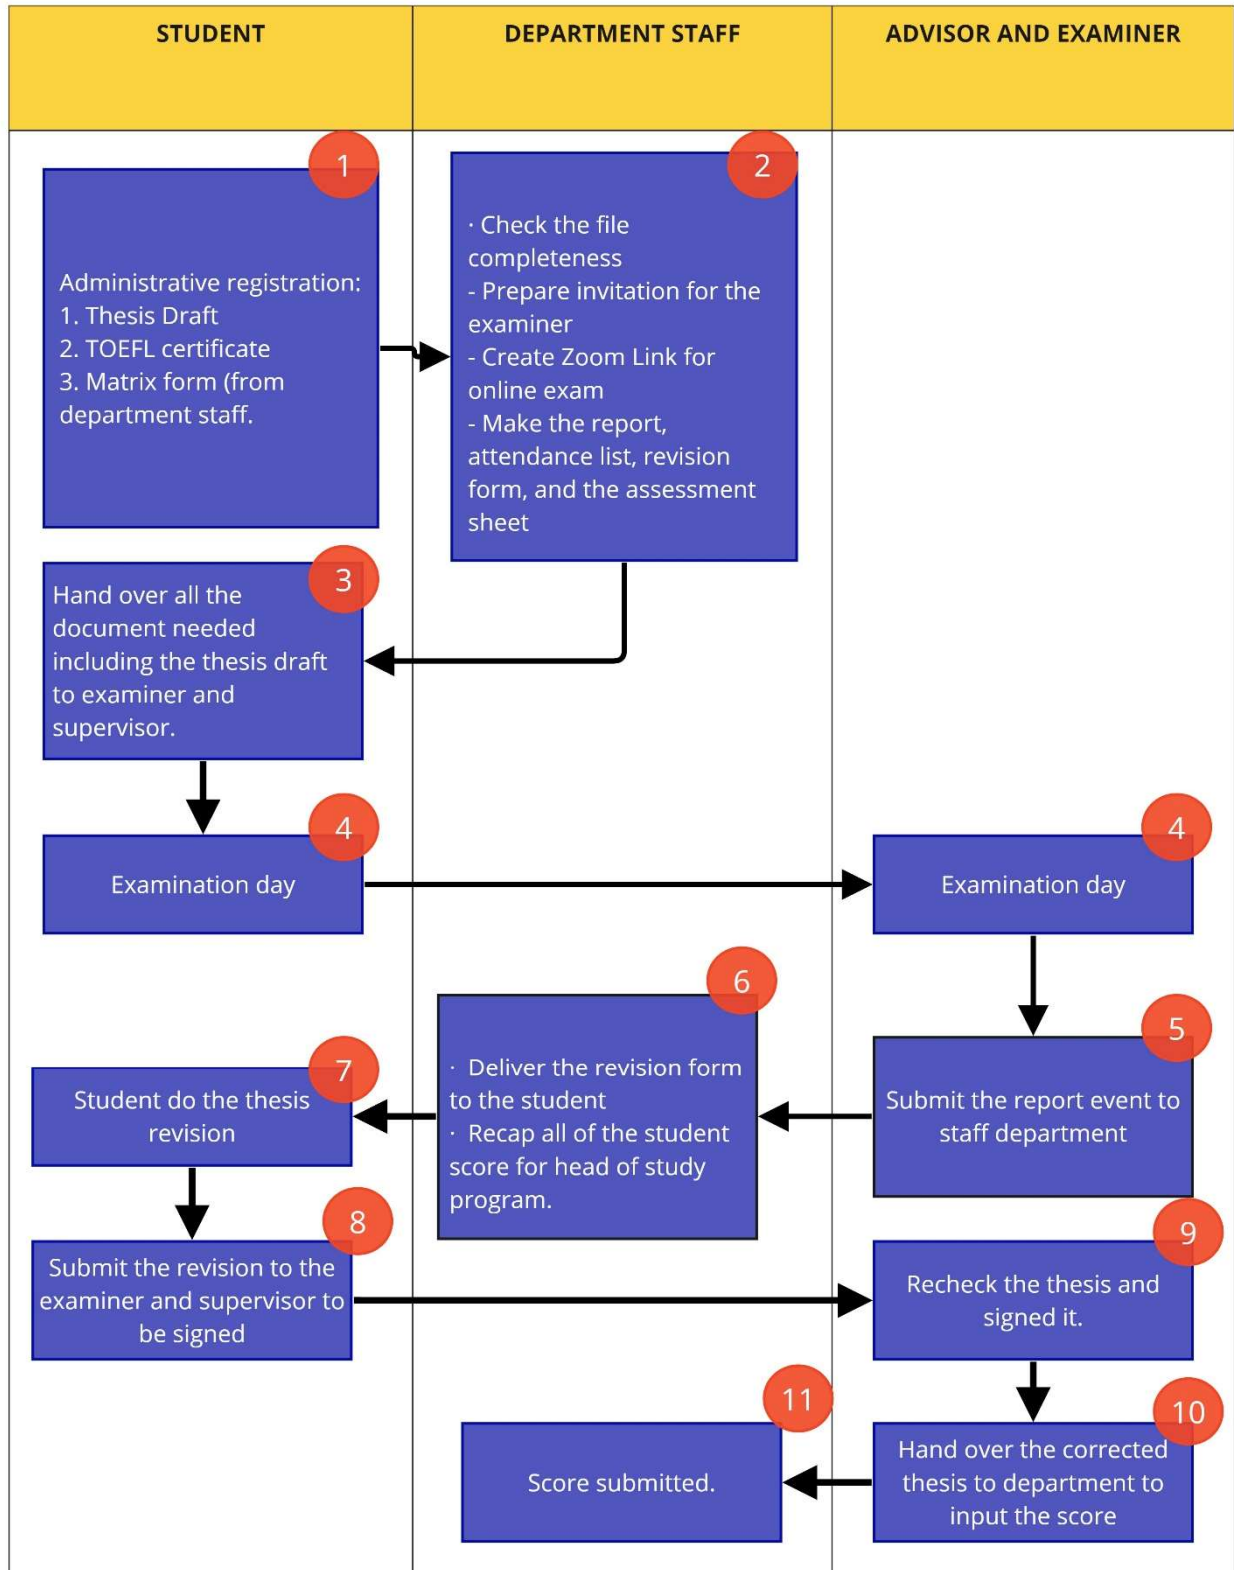 STUDENT
DEPARTMENT STAFF
ADVISOR AND EXAMINER
1
Administrative registration:
1. Thesis Draft
2. TOEFL certificate
3. Matrix form (from
department staff.
2
· Check the file
completeness
- Prepare invitation for the
examiner
- Create Zoom Link for
online exam
- Make the report,
attendance list, revision
form, and the assessment
sheet
3
Hand over all the
document needed
including the thesis draft
to examiner and
supervisor.
4
Examination day
4
Examination day
5
Submit the report event to
staff department
6
· Deliver the revision form
to the student
· Recap all of the student
score for head of study
program.
7
Student do the thesis
revision
8
Submit the revision to the
examiner and supervisor to
be signed
9
Recheck the thesis and
signed it.
10
Hand over the corrected
thesis to department to
input the score
11
Score submitted.